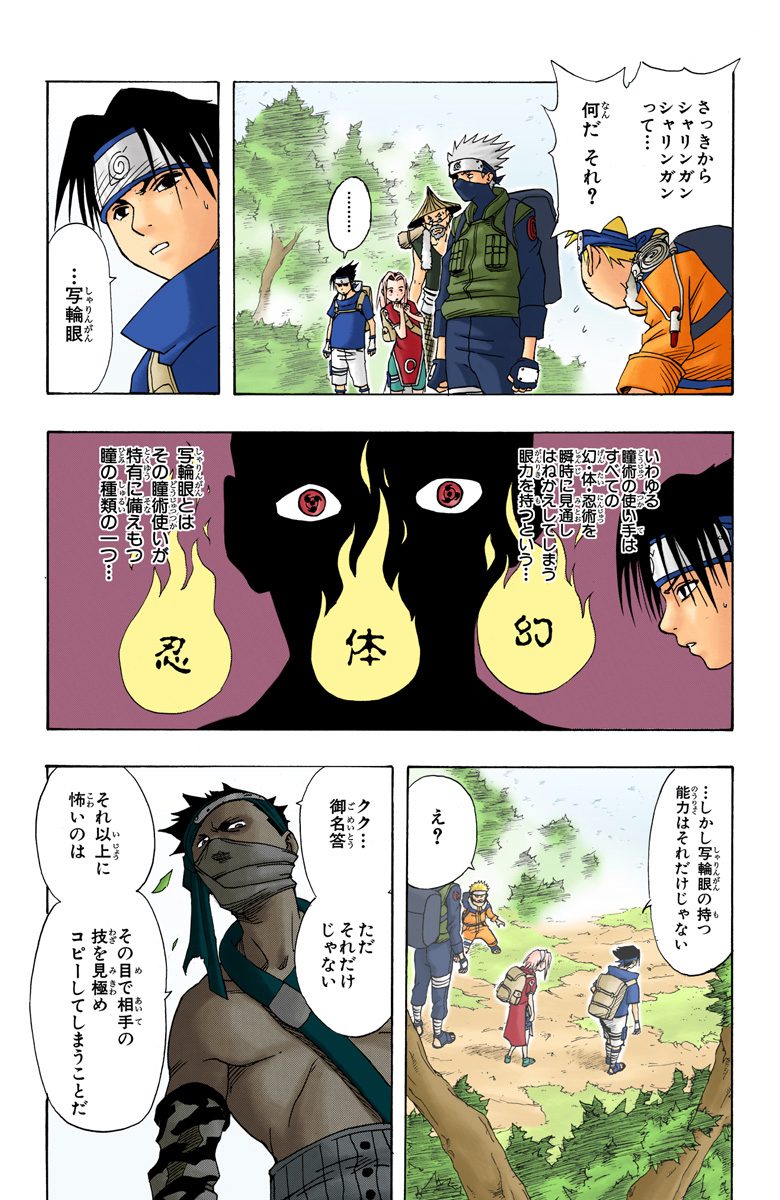 さっきから
シャリンガン
シャリンガン
って…
何だ それ?
………
…写輪眼
いわゆる
瞳術の使い手は
すべての
幻・体・忍術を
瞬時に見通し
はねかえしてしまう
眼力を持つという…
写輪眼とは
その瞳術使いが
特有に備えもつ
瞳の種類の一つ…
幻
体
忍
…しかし写輪眼の持つ
能力はそれだけじゃない
え?
クク…
御名答
ただ
それだけ
じゃない
それ以上に
怖いのは
その目で相手の
技を見極め
コピーしてしまうことだ